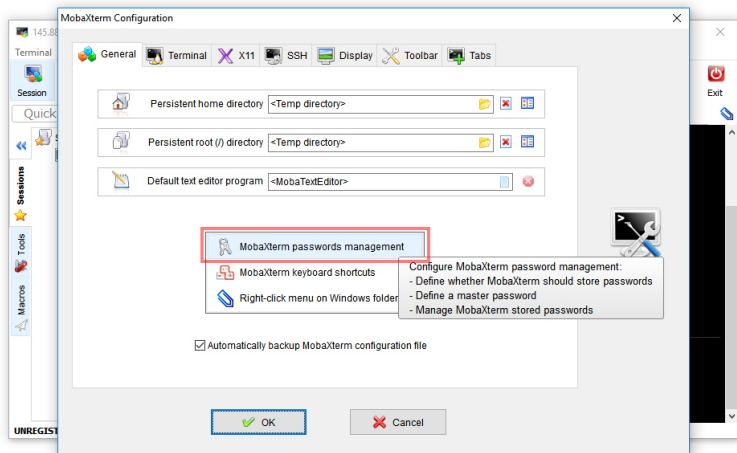 MobaXterm Configuration
145.88
Terminal
Session
Quick
Exit
General
Terminal
X11
SSH
Display
Toolbar
Tabs
Persistent home directory
<Temp directory>
Persistent root (/) directory
<Temp directory>
Default text editor program
<MobaTextEditor>
MobaXterm passwords management
MobaXterm keyboard shortcuts
Right-click menu on Windows folder
Configure MobaXterm password management:
- Define whether MobaXterm should store passwords
- Define a master password
- Manage MobaXterm stored passwords
Automatically backup MobaXterm configuration file
OK
Cancel
Sessions
Tools
Macros
UNREGIST